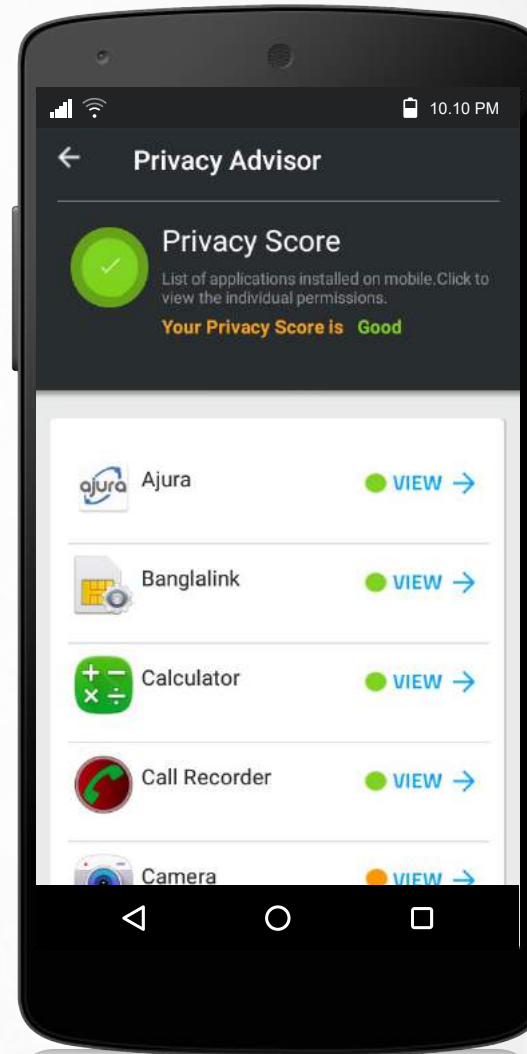 10.10 PM
Privacy Advisor
Privacy Score
List of applications installed on mobile.Click to
view the individual permissions.
Your Privacy Score is Good
ajura Ajura VIEW
Banglalink VIEW
Calculator VIEW
Call Recorder VIEW
Camera VIEW